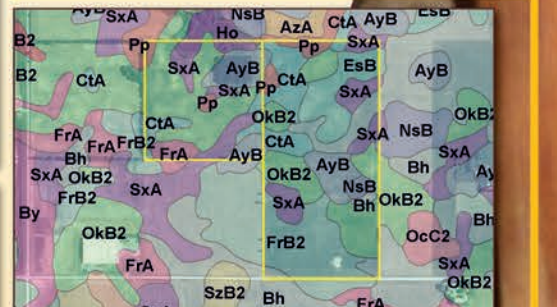 AyB SxA NsB AzA CtA AyB EsB
Ho
B2 Pp Pp SxA
B2 CtA SxA AyB CtA EsB AyB
SxA Pp SxA
Pp
CtA OkB2 OkB2
FrA FrA FrB2 CtA SxA NsB
Bh FrA AyB SxA
SxA OkB2 SxA OkB2 AyB Bh Ay
FrB2 NsB OkB2
By SxA Bh Bh
OkB2 FrB2 OcC2
FrA SxA
OkB2
SzB2 Bh FrA